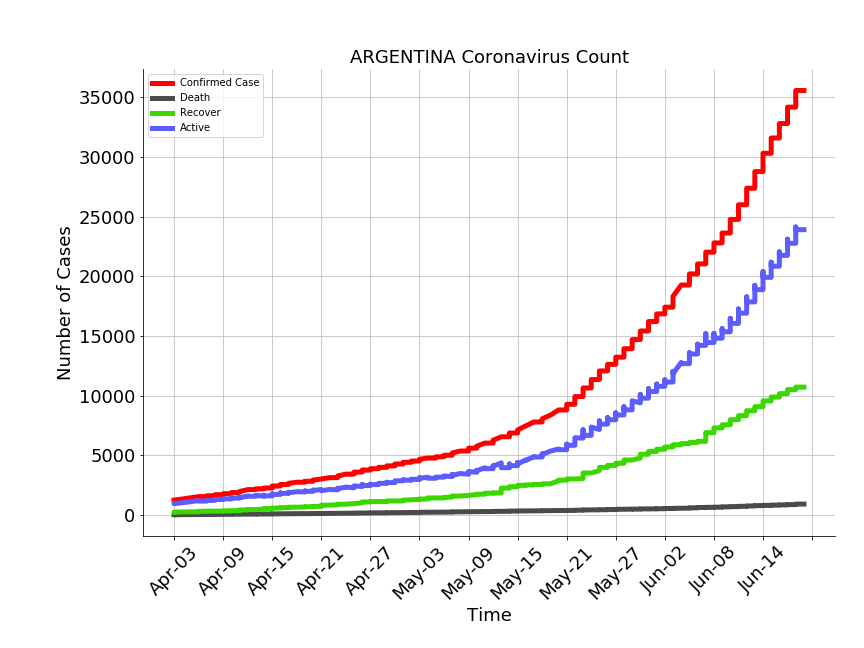 ARGENTINA Coronavirus Count
Confirmed Case
Death
Recover
Active
Number of Cases
35000
30000
25000
20000
15000
10000
5000
0
Apr-03
Apr-09
Apr-15
Apr-21
Apr-27
May-03
May-09
May-15
May-21
May-27
Jun-02
Jun-08
Jun-14
Time